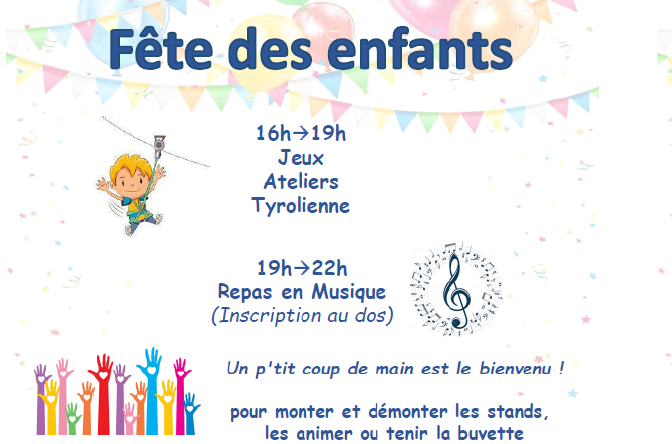 Fête des enfants
16h→19h
Jeux
Ateliers
Tyrolienne
19h→22h
Repas en Musique
(Inscription au dos)
Un p'tit coup de main est le bienvenu !
pour monter et démonter les stands,
les animer ou tenir la buvette